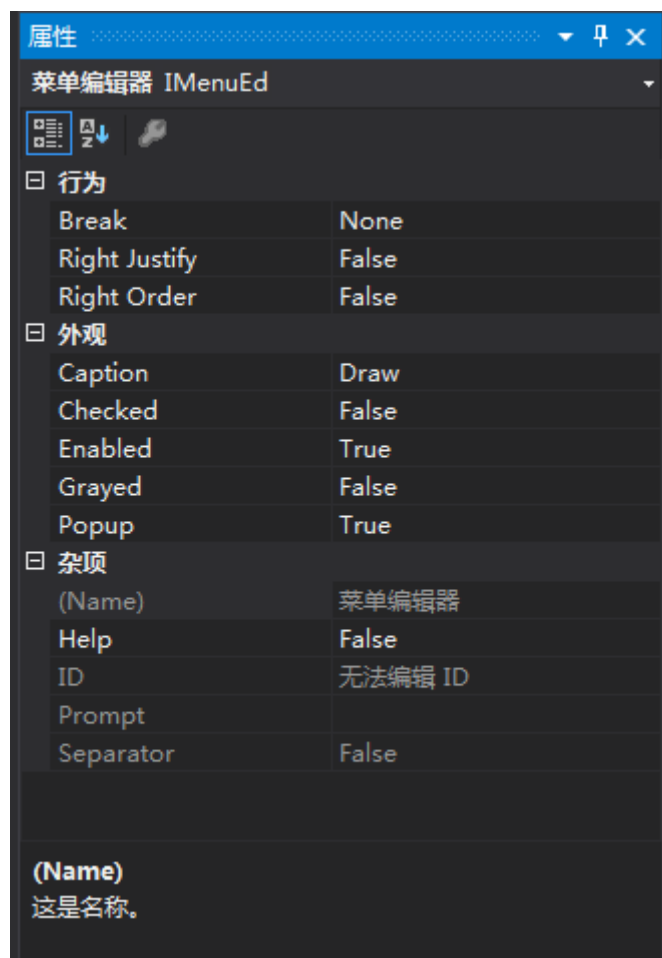 属性
菜单编辑器 IMenuEd
行为
Break None
Right Justify False
Right Order False
外观
Caption Draw
Checked False
Enabled True
Grayed False
Popup True
杂项
(Name) 菜单编辑器
Help False
ID 无法编辑 ID
Prompt
Separator False
(Name)
这是名称。